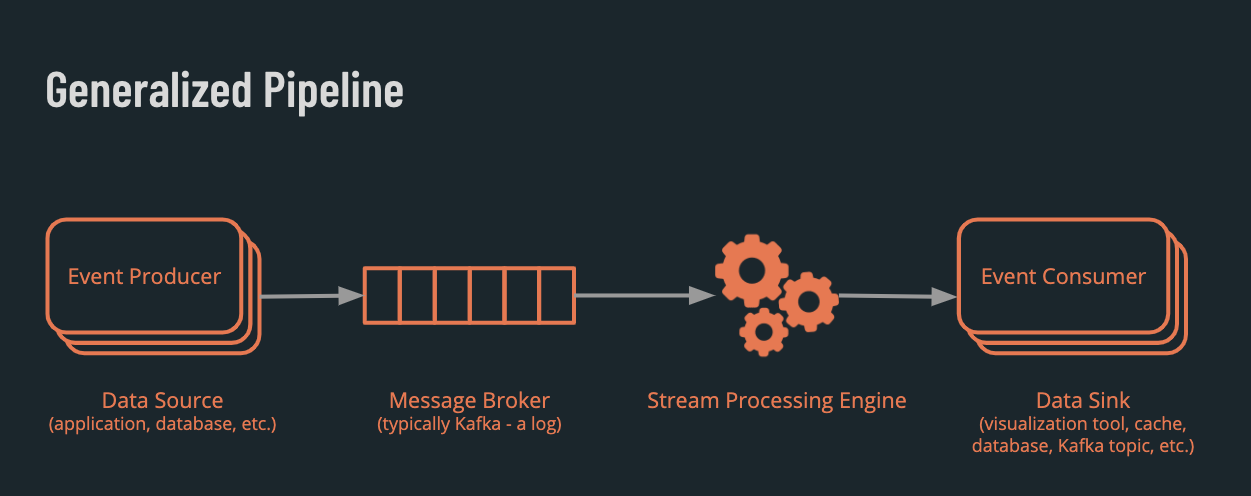 Generalized Pipeline
Event Producer
Event Consumer
Data Source
(application, database, etc.)
Message Broker
(typically Kafka - a log)
Stream Processing Engine
Data Sink
(visualization tool, cache,
database, Kafka topic, etc.)